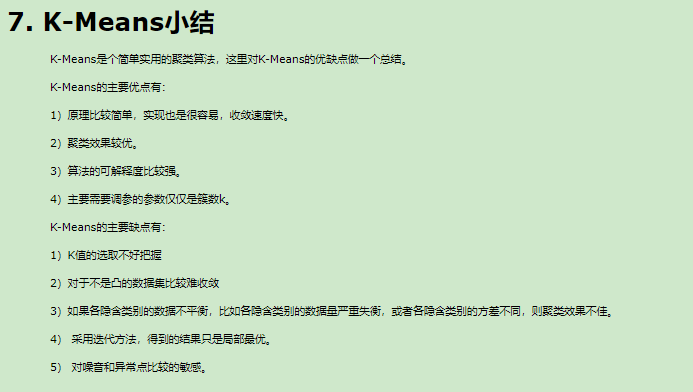 7. K-Means小结
K-Means是个简单实用的聚类算法，这里对K-Means的优缺点做一个总结。
K-Means的主要优点有：
1）原理比较简单，实现也是很容易，收敛速度快。
2）聚类效果较优。
3）算法的可解释度比较强。
4）主要需要调参的参数仅仅是簇数k。
K-Means的主要缺点有：
1）K值的选取不好把握
2）对于不是凸的数据集比较难收敛
3）如果各隐含类别的数据不平衡，比如各隐含类别的数据量严重失衡，或者各隐含类别的方差不同，则聚类效果不佳。
4） 采用迭代方法，得到的结果只是局部最优。
5） 对噪音和异常点比较的敏感。